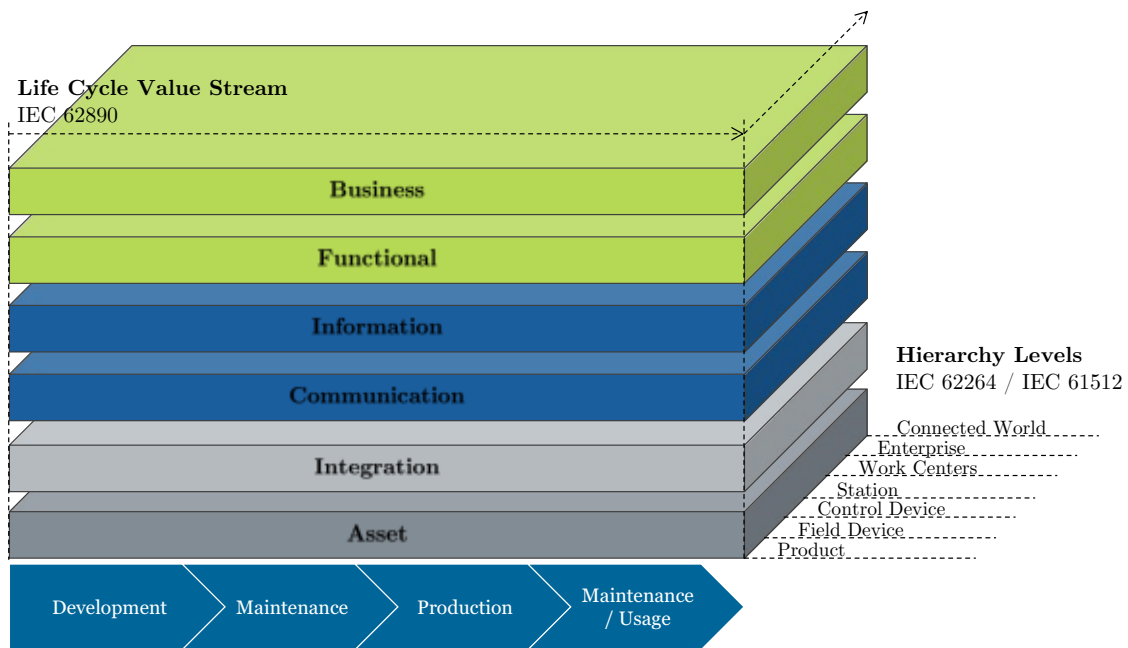 Life Cycle Value Stream
IEC 62890
Business
Functional
Information
Communication
Integration
Asset
Hierarchy Levels
IEC 62264 / IEC 61512
Connected World
Enterprise
Work Centers
Station
Control Device
Field Device
Product
Development
Maintenance
Production
Maintenance
/ Usage